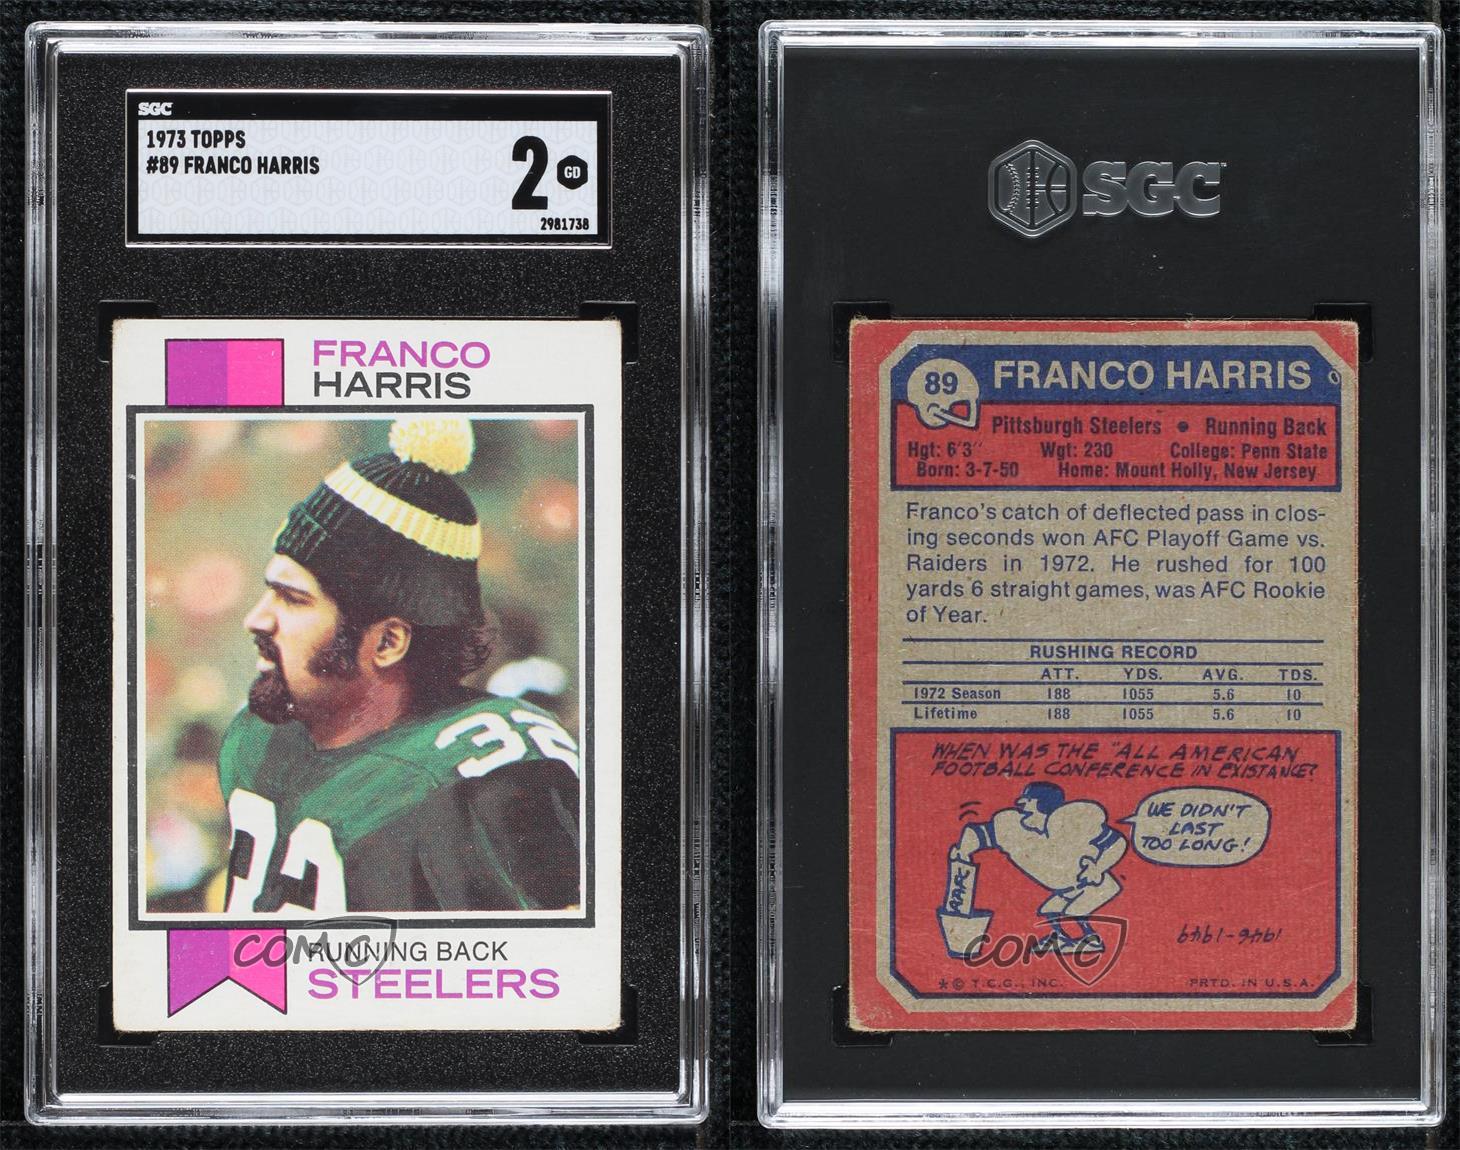 SGC
1973 TOPPS
#89 FRANCO HARRIS
2 GD
2981738
FRANCO
HARRIS
32
32
RUNNING BACK
STEELERS
COMC
SGC
89 FRANCO HARRIS
Pittsburgh Steelers • Running Back
Hgt: 6'3" Wgt: 230 College: Penn State
Born: 3-7-50 Home: Mount Holly, New Jersey
Franco's catch of deflected pass in clos-
ing seconds won AFC Playoff Game vs.
Raiders in 1972. He rushed for 100
yards 6 straight games, was AFC Rookie
of Year.
RUSHING RECORD
ATT. YDS. AVG. TDS.
1972 Season 188 1055 5.6 10
Lifetime 188 1055 5.6 10
WHEN WAS THE "ALL AMERICAN
FOOTBALL CONFERENCE IN EXISTANCE?
WE DIDN'T
LAST
TOO LONG!
AAFC
1946-1949
COMC
* © T.C.G., INC. PRTD. IN U.S.A.